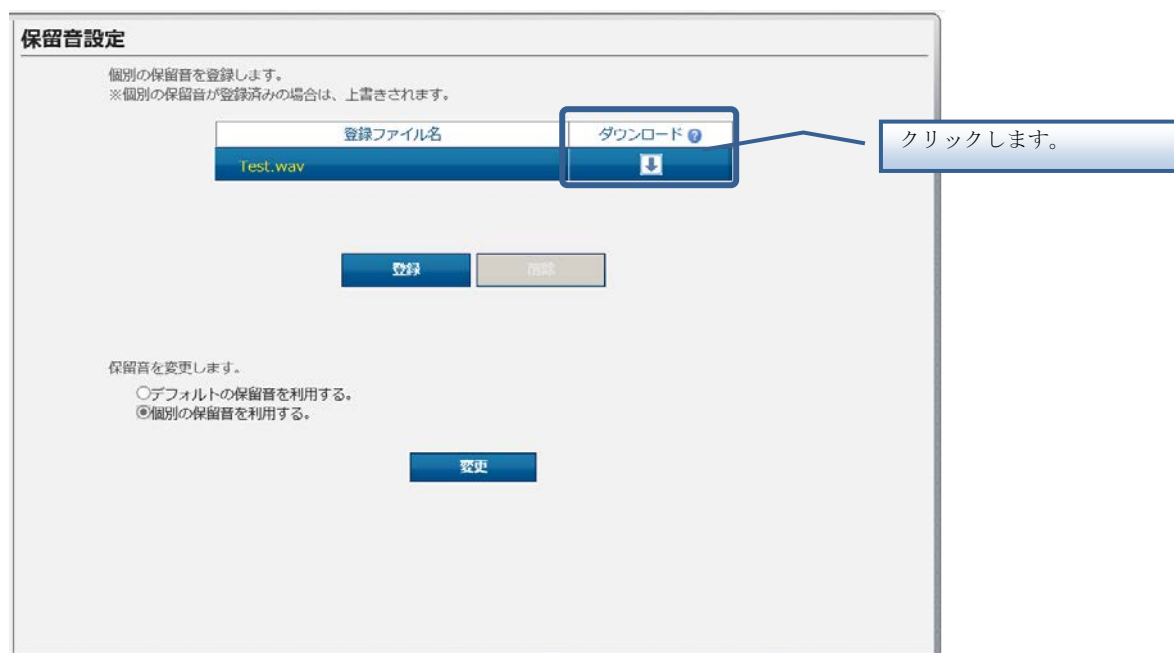 保留音設定
個別の保留音を登録します。
※個別の保留音が登録済みの場合は、上書きされます。
登録ファイル名 ダウンロード ?
Test.wav
クリックします。
登録 削除
保留音を変更します。
○デフォルトの保留音を利用する。
◉個別の保留音を利用する。
変更